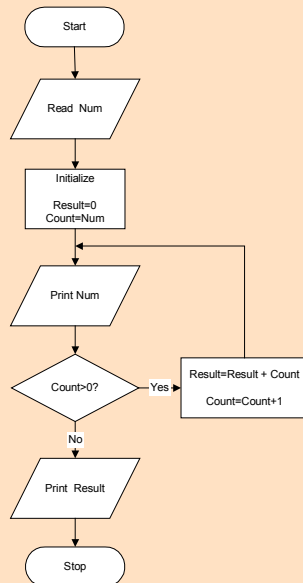 Start
Read Num
Initialize
Result=0
Count=Num
Print Num
Count>0?
Yes
Result=Result + Count
Count=Count+1
No
Print Result
Stop